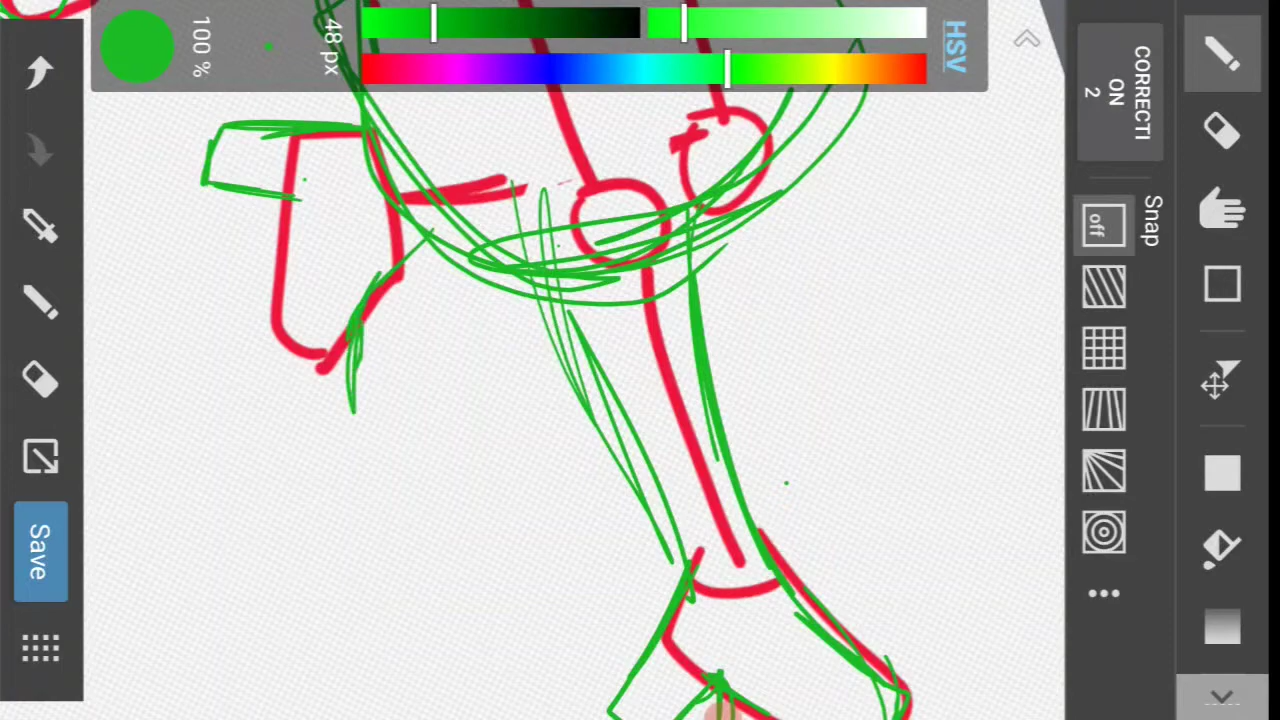 CORRECTI
ON
2
Snap
off
HSV
48 px
100 %
Save